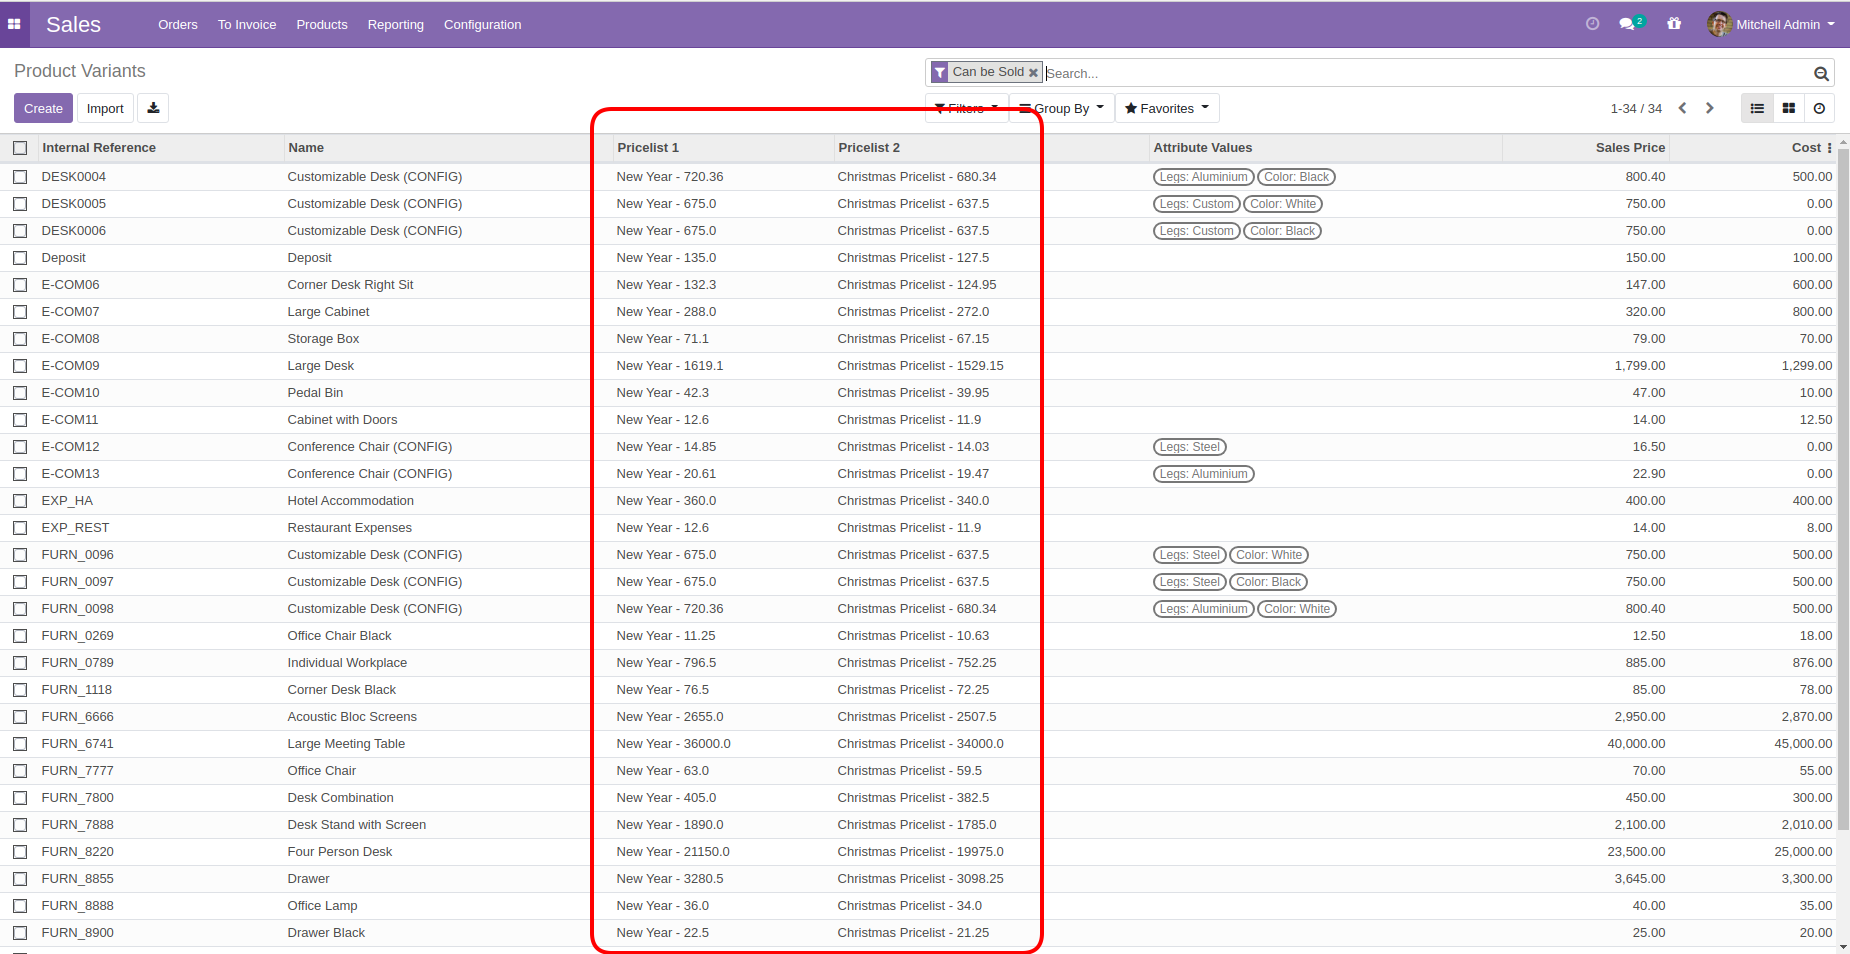 Sales Orders To Invoice Products Reporting Configuration 2 Mitchell Admin
Product Variants Can be Sold Search...
Create Import Filters Group By Favorites 1-34 / 34
Internal Reference Name Pricelist 1 Pricelist 2 Attribute Values Sales Price Cost
DESK0004 Customizable Desk (CONFIG) New Year - 720.36 Christmas Pricelist - 680.34 Legs: Aluminium Color: Black 800.40 500.00
DESK0005 Customizable Desk (CONFIG) New Year - 675.0 Christmas Pricelist - 637.5 Legs: Custom Color: White 750.00 0.00
DESK0006 Customizable Desk (CONFIG) New Year - 675.0 Christmas Pricelist - 637.5 Legs: Custom Color: Black 750.00 0.00
Deposit Deposit New Year - 135.0 Christmas Pricelist - 127.5 150.00 100.00
E-COM06 Corner Desk Right Sit New Year - 132.3 Christmas Pricelist - 124.95 147.00 600.00
E-COM07 Large Cabinet New Year - 288.0 Christmas Pricelist - 272.0 320.00 800.00
E-COM08 Storage Box New Year - 71.1 Christmas Pricelist - 67.15 79.00 70.00
E-COM09 Large Desk New Year - 1619.1 Christmas Pricelist - 1529.15 1,799.00 1,299.00
E-COM10 Pedal Bin New Year - 42.3 Christmas Pricelist - 39.95 47.00 10.00
E-COM11 Cabinet with Doors New Year - 12.6 Christmas Pricelist - 11.9 14.00 12.50
E-COM12 Conference Chair (CONFIG) New Year - 14.85 Christmas Pricelist - 14.03 Legs: Steel 16.50 0.00
E-COM13 Conference Chair (CONFIG) New Year - 20.61 Christmas Pricelist - 19.47 Legs: Aluminium 22.90 0.00
EXP_HA Hotel Accommodation New Year - 360.0 Christmas Pricelist - 340.0 400.00 400.00
EXP_REST Restaurant Expenses New Year - 12.6 Christmas Pricelist - 11.9 14.00 8.00
FURN_0096 Customizable Desk (CONFIG) New Year - 675.0 Christmas Pricelist - 637.5 Legs: Steel Color: White 750.00 500.00
FURN_0097 Customizable Desk (CONFIG) New Year - 675.0 Christmas Pricelist - 637.5 Legs: Steel Color: Black 750.00 500.00
FURN_0098 Customizable Desk (CONFIG) New Year - 720.36 Christmas Pricelist - 680.34 Legs: Aluminium Color: White 800.40 500.00
FURN_0269 Office Chair Black New Year - 11.25 Christmas Pricelist - 10.63 12.50 18.00
FURN_0789 Individual Workplace New Year - 796.5 Christmas Pricelist - 752.25 885.00 876.00
FURN_1118 Corner Desk Black New Year - 76.5 Christmas Pricelist - 72.25 85.00 78.00
FURN_6666 Acoustic Bloc Screens New Year - 2655.0 Christmas Pricelist - 2507.5 2,950.00 2,870.00
FURN_6741 Large Meeting Table New Year - 36000.0 Christmas Pricelist - 34000.0 40,000.00 45,000.00
FURN_7777 Office Chair New Year - 63.0 Christmas Pricelist - 59.5 70.00 55.00
FURN_7800 Desk Combination New Year - 405.0 Christmas Pricelist - 382.5 450.00 300.00
FURN_7888 Desk Stand with Screen New Year - 1890.0 Christmas Pricelist - 1785.0 2,100.00 2,010.00
FURN_8220 Four Person Desk New Year - 21150.0 Christmas Pricelist - 19975.0 23,500.00 25,000.00
FURN_8855 Drawer New Year - 3280.5 Christmas Pricelist - 3098.25 3,645.00 3,300.00
FURN_8888 Office Lamp New Year - 36.0 Christmas Pricelist - 34.0 40.00 35.00
FURN_8900 Drawer Black New Year - 22.5 Christmas Pricelist - 21.25 25.00 20.00